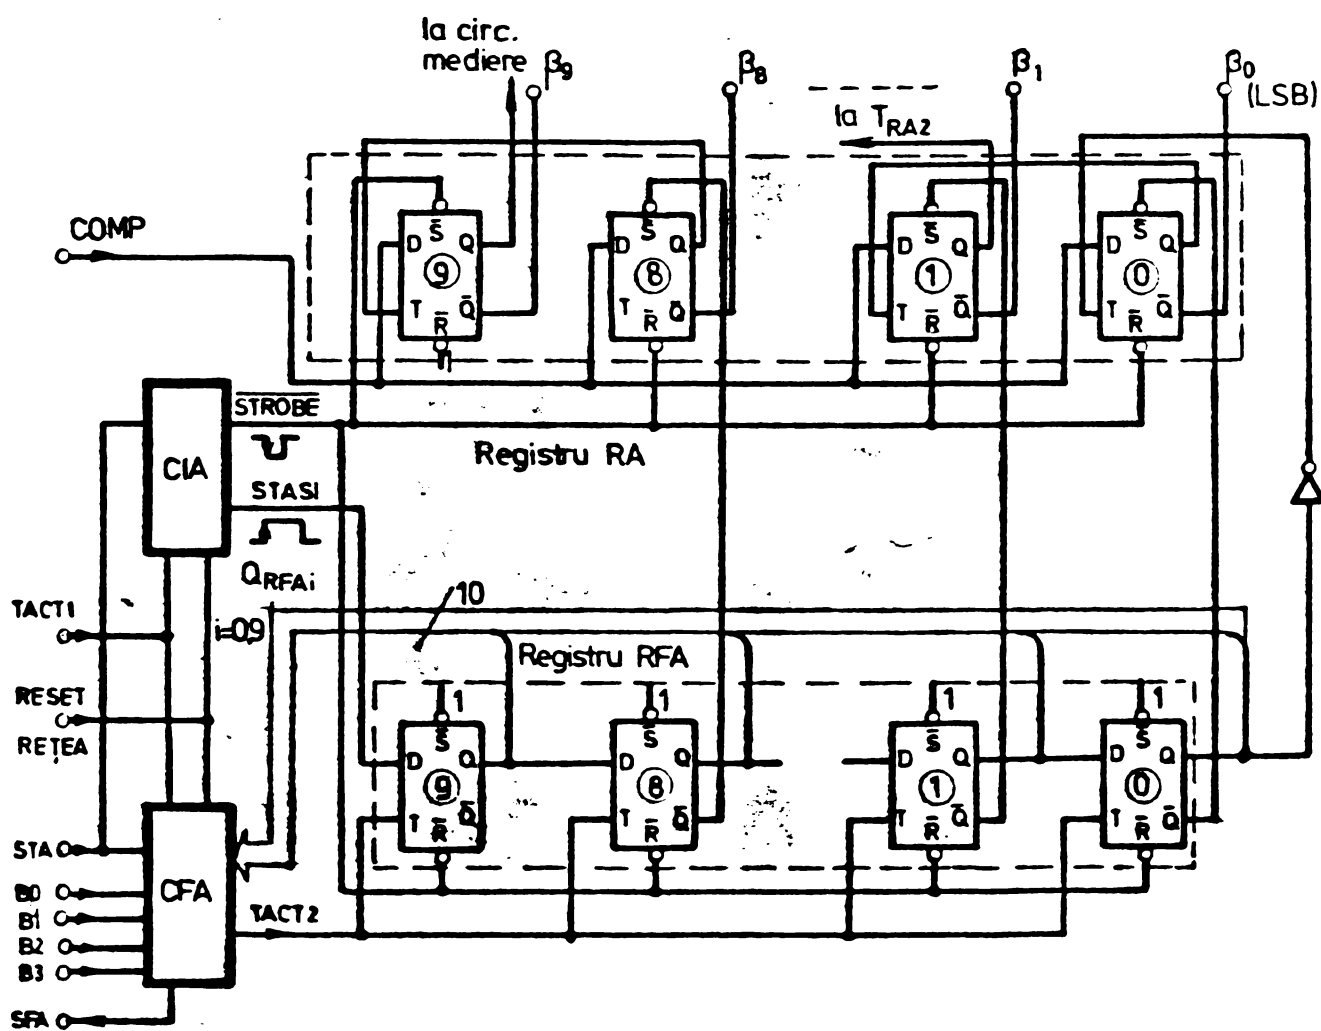 la circ.
mediere
β9
β8
β1
β0
(LSB)
la TRA2
COMP
S̄ S̄ S̄ S̄
D Q D Q D Q D Q
9 8 1 0
T Q̄ T Q̄ T Q̄ T Q̄
R̄ R̄ R̄ R̄
1
CIA
STROBE
Registru RA
STASI
QRFAi
10
TACT1
i=0,9
Registru RFA
RESET
REȚEA
1 1 1 1
S̄ S̄ S̄ S̄
D Q D Q D Q D Q
9 8 1 0
T Q̄ T Q̄ T Q̄ T Q̄
R̄ R̄ R̄ R̄
STA
CFA
B0
B1
B2
B3
TACT2
SFA